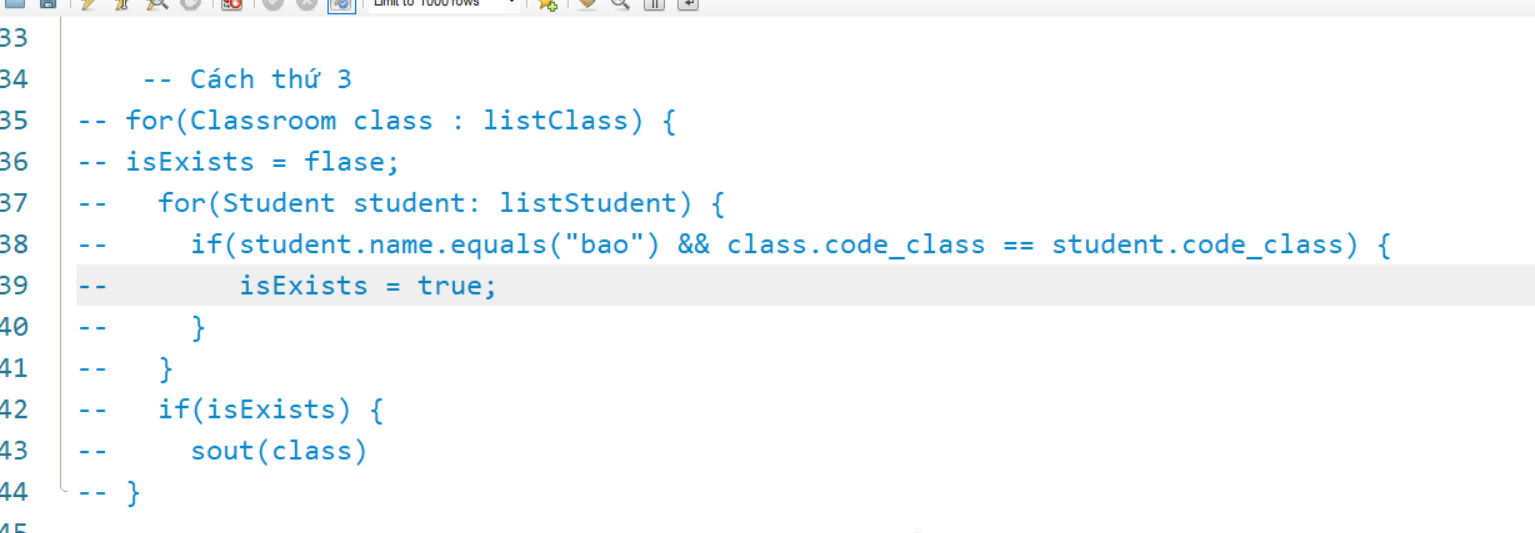 Limit to 1000 rows
33
34 -- Cách thứ 3
35 -- for(Classroom class : listClass) {
36 -- isExists = flase;
37 --   for(Student student: listStudent) {
38 --     if(student.name.equals("bao") && class.code_class == student.code_class) {
39 --        isExists = true;
40 --     }
41 --   }
42 --   if(isExists) {
43 --     sout(class)
44 -- }
45